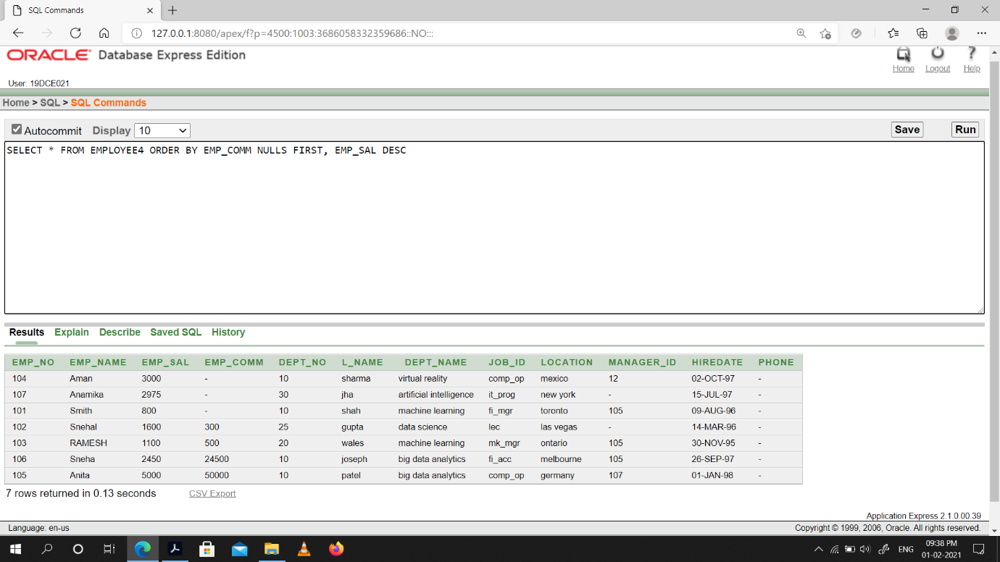 SQL Commands
127.0.0.1:8080/apex/f?p=4500:1003:3686058332359686::NO:::
ORACLE Database Express Edition
Home Logout Help
User: 19DCE021
Home > SQL > SQL Commands
Autocommit Display 10 Save Run
SELECT * FROM EMPLOYEE4 ORDER BY EMP_COMM NULLS FIRST, EMP_SAL DESC
Results Explain Describe Saved SQL History
EMP_NO EMP_NAME EMP_SAL EMP_COMM DEPT_NO L_NAME DEPT_NAME JOB_ID LOCATION MANAGER_ID HIREDATE PHONE
104 Aman 3000 - 10 sharma virtual reality comp_op mexico 12 02-OCT-97 -
107 Anamika 2975 - 30 jha artificial intelligence it_prog new york - 15-JUL-97 -
101 Smith 800 - 10 shah machine learning fi_mgr toronto 105 09-AUG-96 -
102 Snehal 1600 300 25 gupta data science lec las vegas - 14-MAR-96 -
103 RAMESH 1100 500 20 wales machine learning mk_mgr ontario 105 30-NOV-95 -
106 Sneha 2450 24500 10 joseph big data analytics fi_acc melbourne 105 26-SEP-97 -
105 Anita 5000 50000 10 patel big data analytics comp_op germany 107 01-JAN-98 -
7 rows returned in 0.13 seconds CSV Export
Application Express 2.1.0.00.39
Language: en-us Copyright © 1999, 2006, Oracle. All rights reserved.
ENG 09:38 PM
01-02-2021